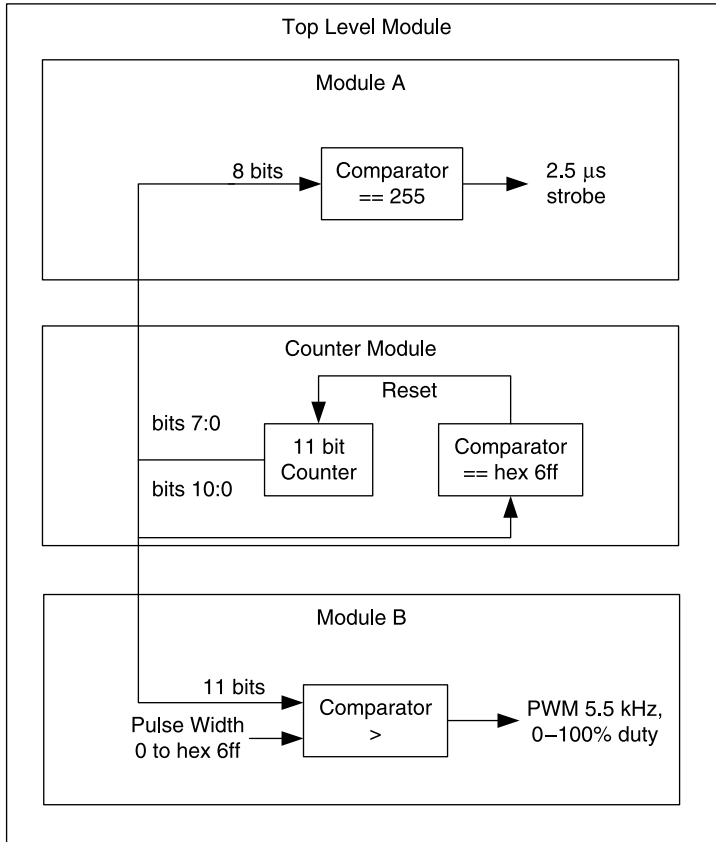 Top Level Module
Module A
8 bits
Comparator
== 255
2.5 μs
strobe
Counter Module
Reset
bits 7:0
11 bit
Counter
Comparator
== hex 6ff
bits 10:0
Module B
11 bits
Pulse Width
0 to hex 6ff
Comparator
>
PWM 5.5 kHz,
0–100% duty